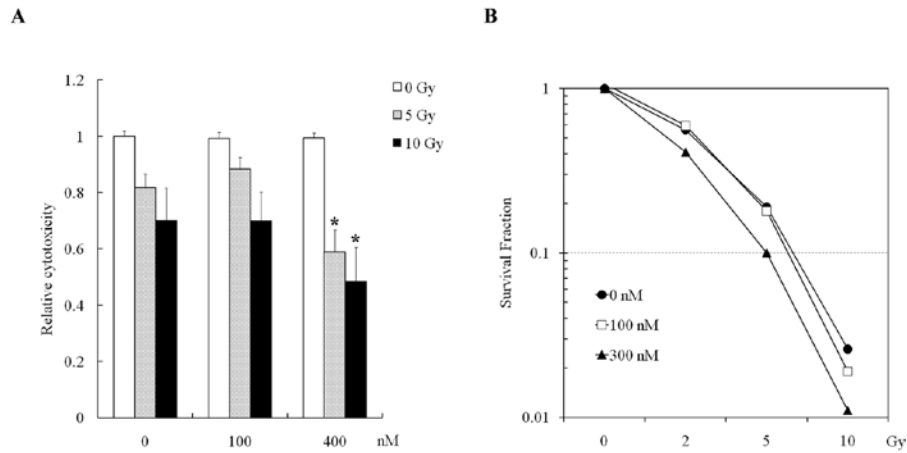 A
Relative cytotoxicity
1.2
1
0.8
0.6
0.4
0.2
0
0 Gy
5 Gy
10 Gy
*
*
0 100 400 nM
B
Survival Fraction
1
0.1
0.01
0 nM
100 nM
300 nM
0 2 5 10 Gy